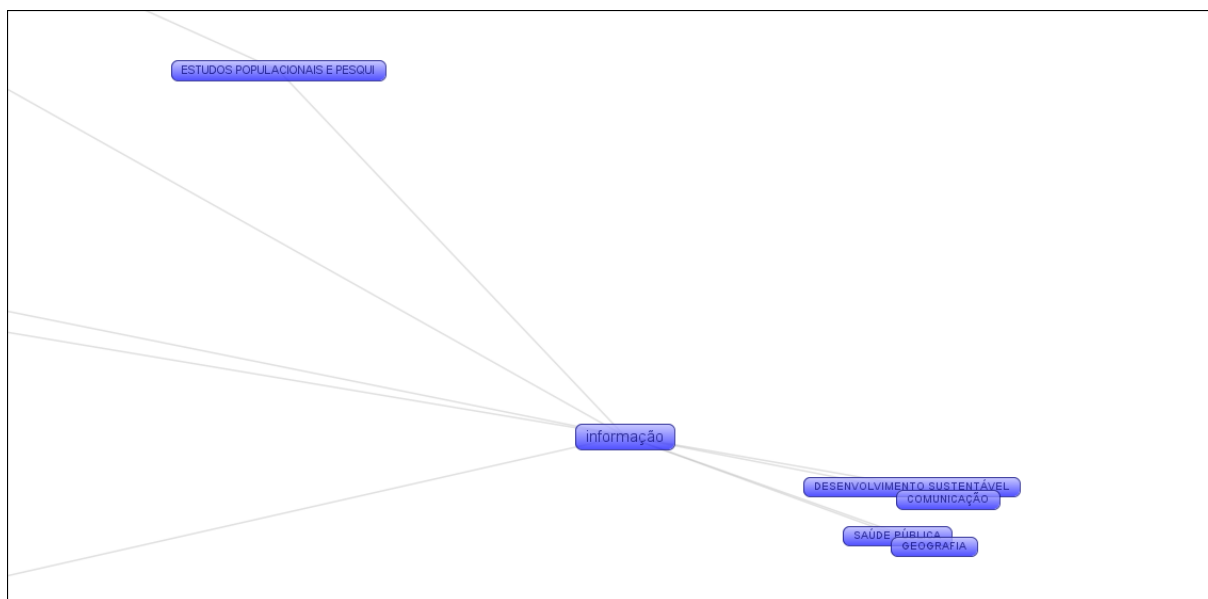 ESTUDOS POPULACIONAIS E PESQUI
informação
DESENVOLVIMENTO SUSTENTÁVEL
COMUNICAÇÃO
SAÚDE PÚBLICA
GEOGRAFIA